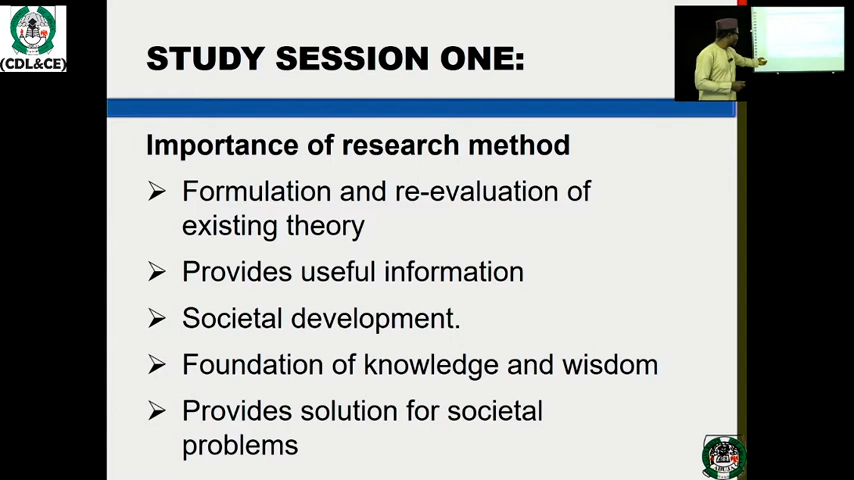 (CDL&CE)
STUDY SESSION ONE:
Importance of research method
Formulation and re-evaluation of
existing theory
Provides useful information
Societal development.
Foundation of knowledge and wisdom
Provides solution for societal
problems